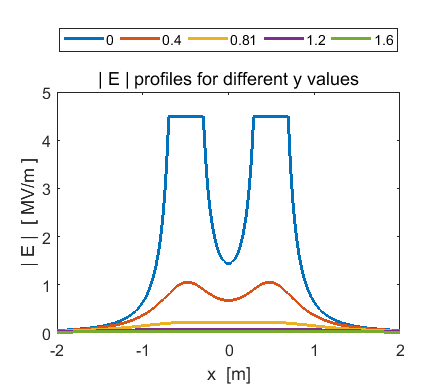 0 0.4 0.81 1.2 1.6
| E | profiles for different y values
5
4
3
2
1
0
| E | [ MV/m ]
-2 -1 0 1 2
x [m]